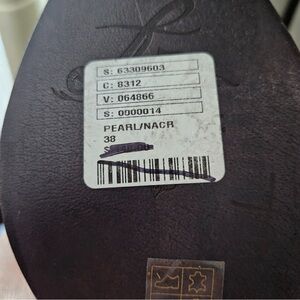 S: 63309603
C: 8312
V: 064866
S: 0000014
PEARL/NACR
38